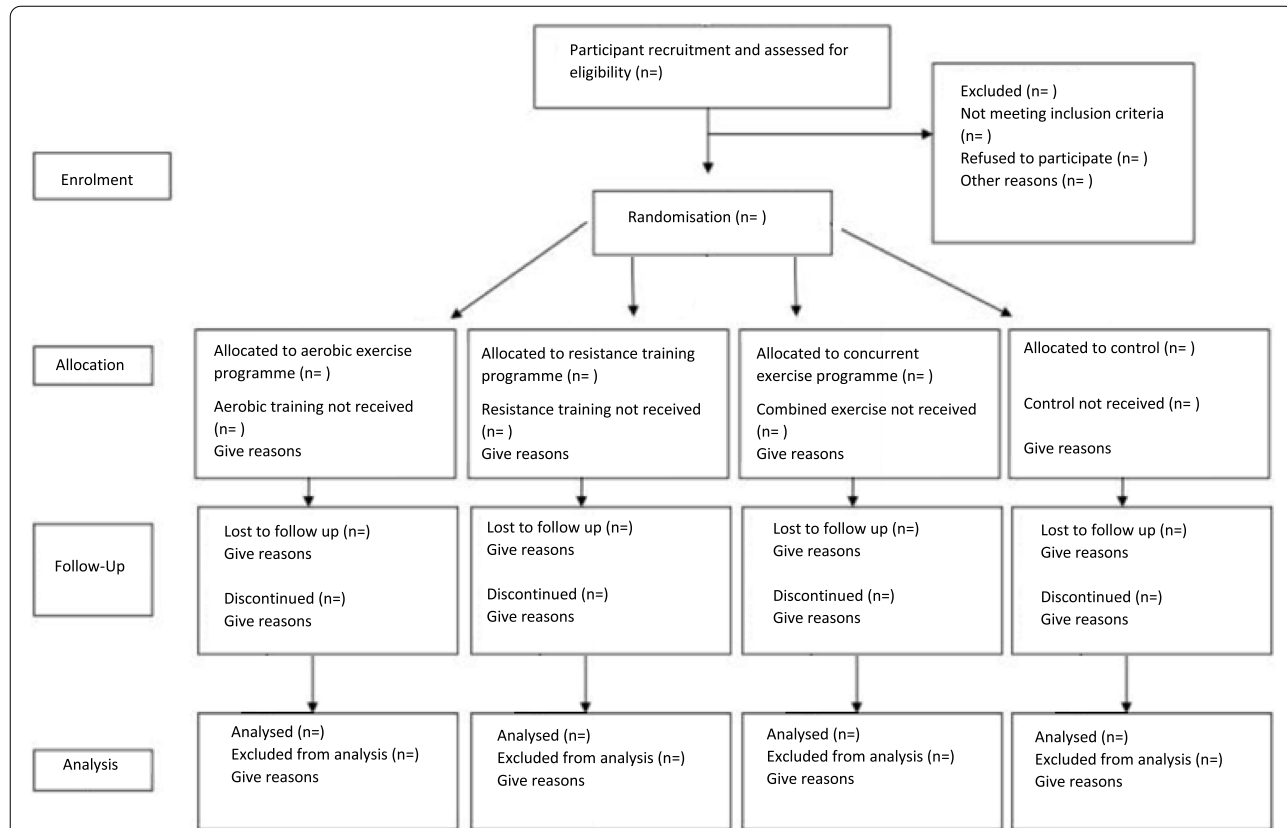 Participant recruitment and assessed for
eligibility (n=)
Excluded (n= )
Not meeting inclusion criteria
(n= )
Refused to participate (n= )
Other reasons (n= )
Enrolment
Randomisation (n= )
Allocation
Allocated to aerobic exercise
programme (n= )
Aerobic training not received
(n= )
Give reasons
Allocated to resistance training
programme (n= )
Resistance training not received
(n= )
Give reasons
Allocated to concurrent
exercise programme (n= )
Combined exercise not received
(n= )
Give reasons
Allocated to control (n= )
Control not received (n= )
Give reasons
Follow-Up
Lost to follow up (n=)
Give reasons
Discontinued (n=)
Give reasons
Lost to follow up (n=)
Give reasons
Discontinued (n=)
Give reasons
Lost to follow up (n=)
Give reasons
Discontinued (n=)
Give reasons
Lost to follow up (n=)
Give reasons
Discontinued (n=)
Give reasons
Analysis
Analysed (n=)
Excluded from analysis (n=)
Give reasons
Analysed (n=)
Excluded from analysis (n=)
Give reasons
Analysed (n=)
Excluded from analysis (n=)
Give reasons
Analysed (n=)
Excluded from analysis (n=)
Give reasons